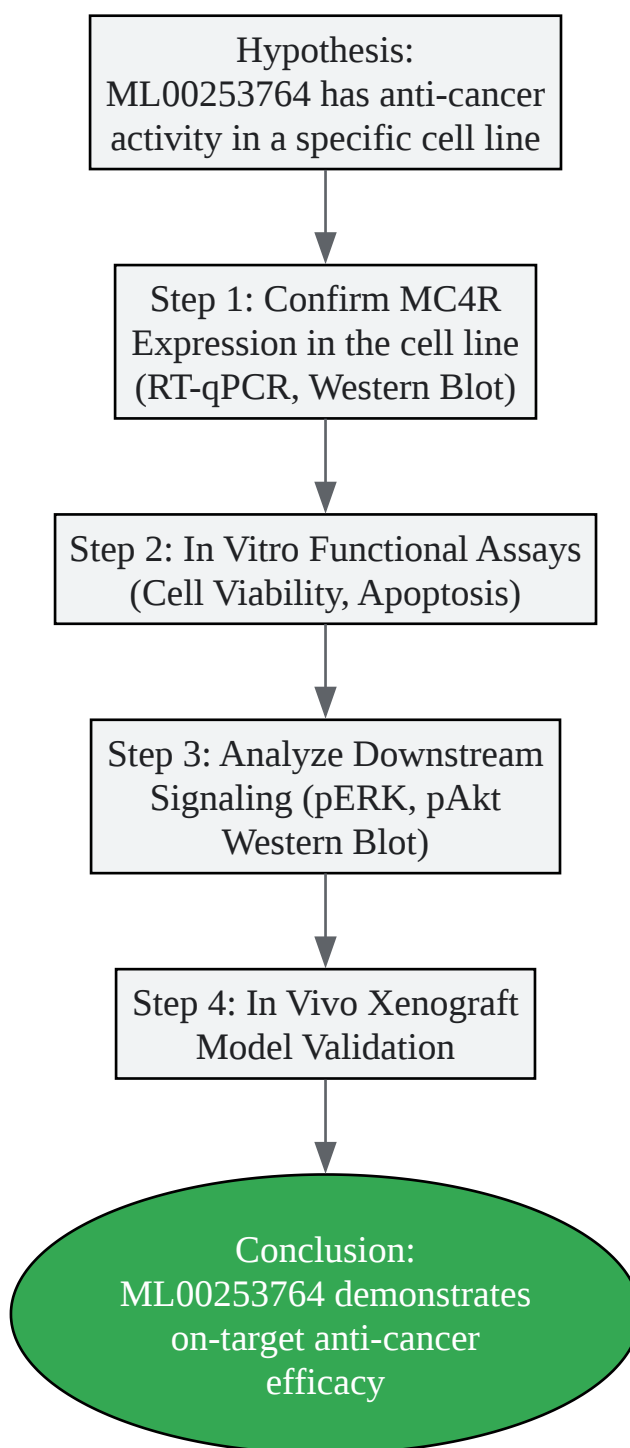 Hypothesis:
ML00253764 has anti-cancer
activity in a specific cell line
Step 1: Confirm MC4R
Expression in the cell line
(RT-qPCR, Western Blot)
Step 2: In Vitro Functional Assays
(Cell Viability, Apoptosis)
Step 3: Analyze Downstream
Signaling (pERK, pAkt
Western Blot)
Step 4: In Vivo Xenograft
Model Validation
Conclusion:
ML00253764 demonstrates
on-target anti-cancer
efficacy